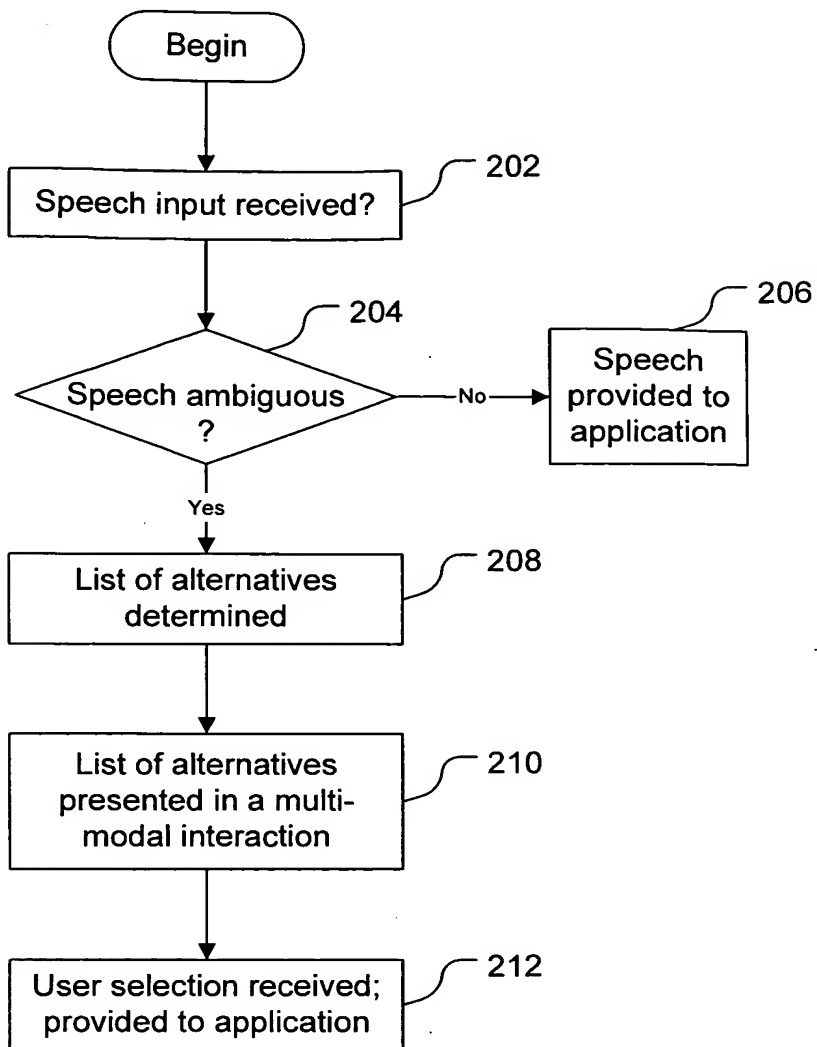 Begin
202
Speech input received?
204
206
Speech ambiguous
?
No
Speech
provided to
application
Yes
208
List of alternatives
determined
210
List of alternatives
presented in a multi-
modal interaction
212
User selection received;
provided to application